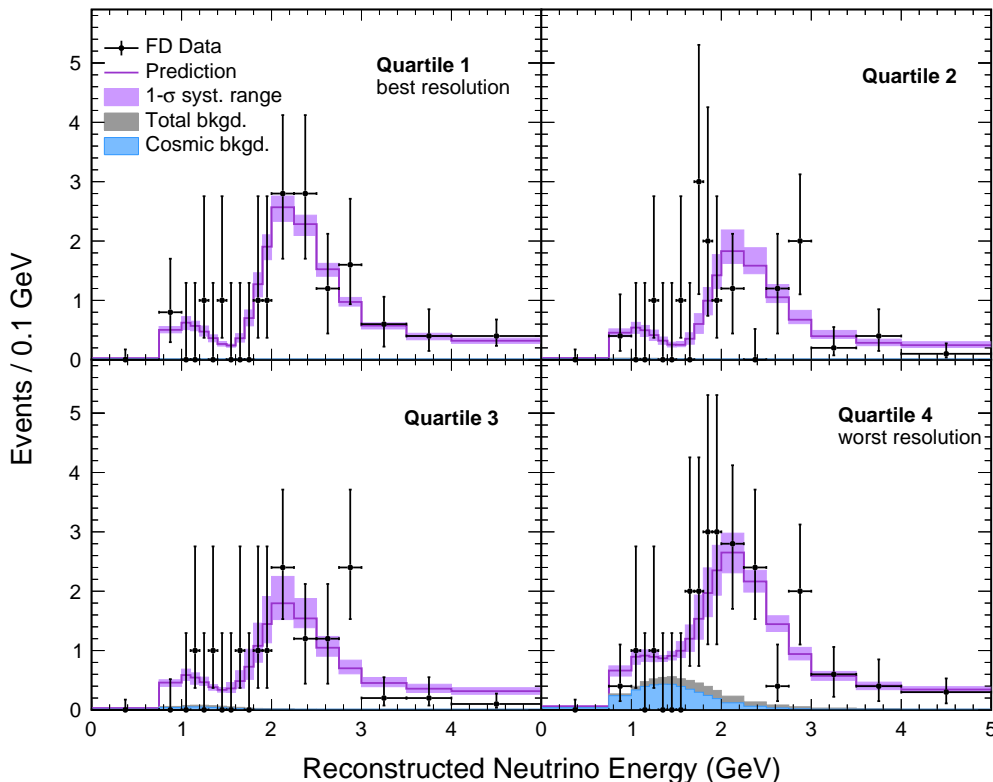 FD Data
Prediction
1-σ syst. range
Total bkgd.
Cosmic bkgd.
Quartile 1
best resolution
Quartile 2
Quartile 3
Quartile 4
worst resolution
5
4
3
2
1
0
5
4
3
2
1
0
0 1 2 3 4 0 1 2 3 4 5
Events / 0.1 GeV
Reconstructed Neutrino Energy (GeV)